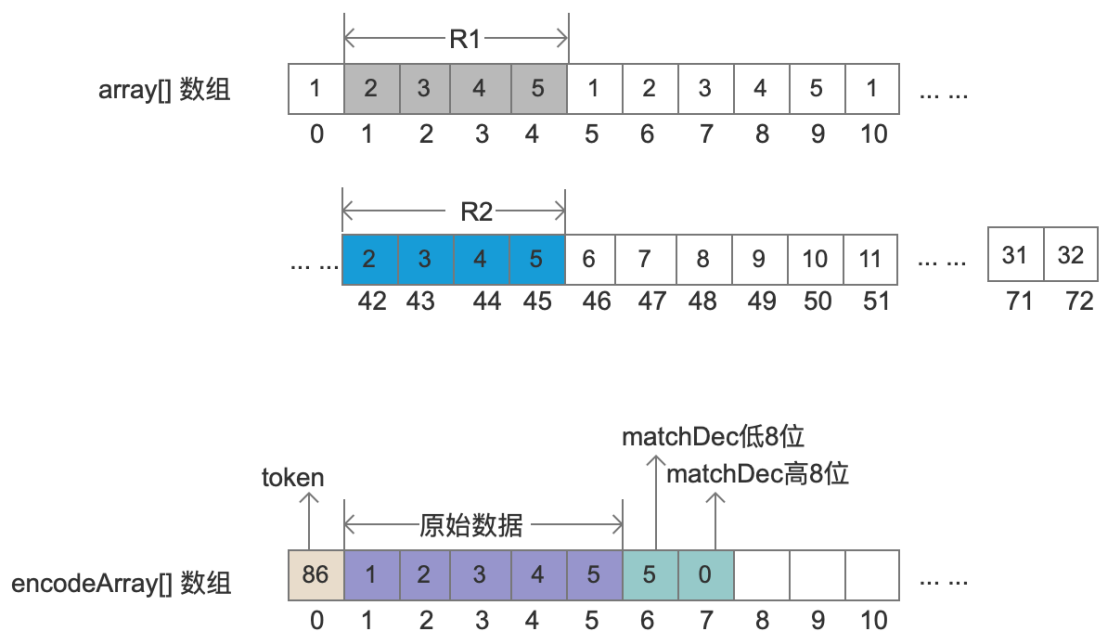 R1
array[] 数组 1 2 3 4 5 1 2 3 4 5 1 ... ...
0 1 2 3 4 5 6 7 8 9 10
R2
... ... 2 3 4 5 6 7 8 9 10 11 ... ... 31 32
42 43 44 45 46 47 48 49 50 51 71 72
matchDec低8位
token matchDec高8位
原始数据
encodeArray[] 数组 86 1 2 3 4 5 5 0 ... ...
0 1 2 3 4 5 6 7 8 9 10